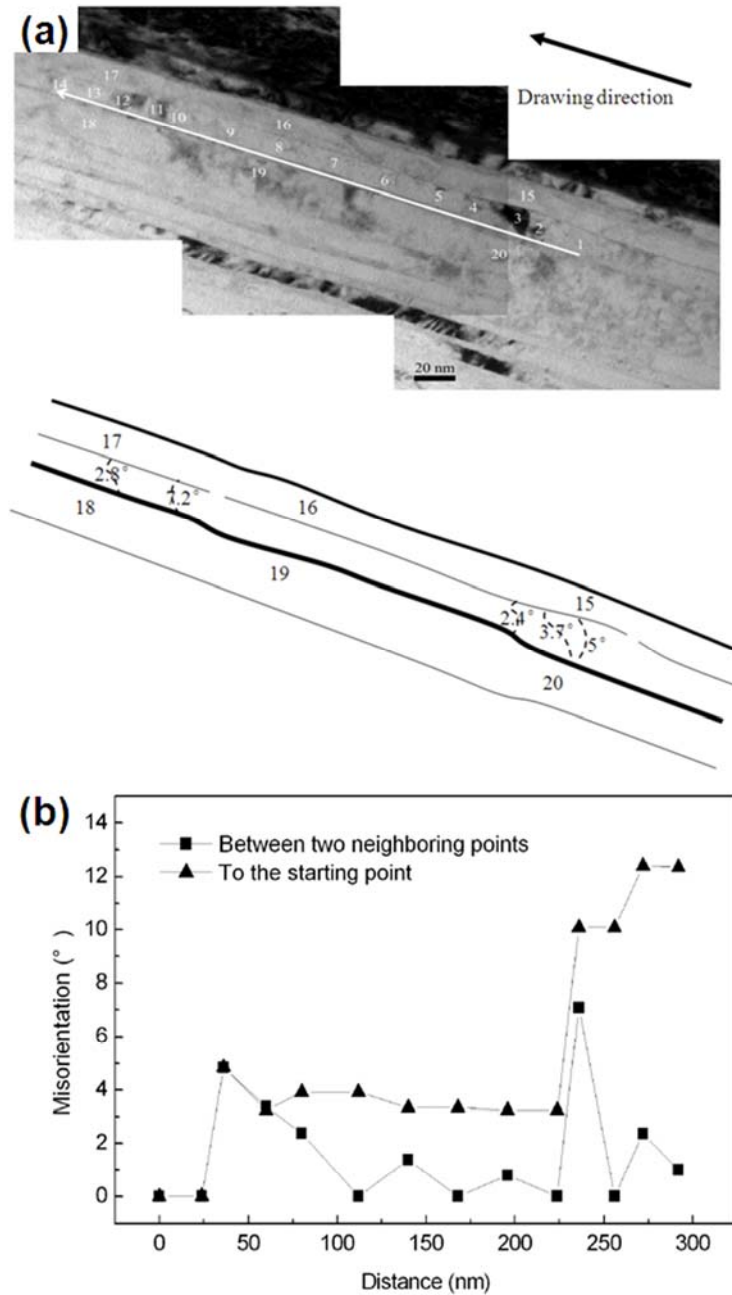 (a)
Drawing direction
14 13 17
12 11 10
18 9 16
8
19 7
6
5 15
4 3
2
20 1
20 nm
17
2.8°
7.2°
18 16
19
15
2.4°
3.7°
5°
20
(b)
14
12
10
8
6
4
2
0
Misorientation (°)
Between two neighboring points
To the starting point
0 50 100 150 200 250 300
Distance (nm)